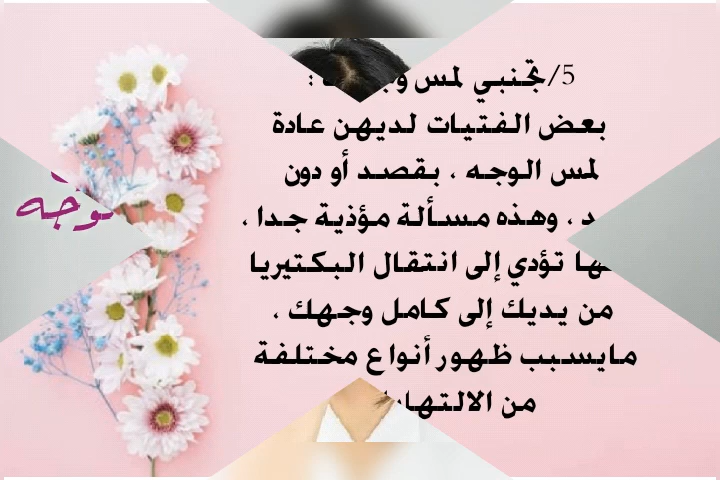 5/تجنبي لمس :
بعض الفتيات لديهن عادة
لمس الوجه ، بقصد أو دون
، وهذه مسألة مؤذية جدا ،
تؤدي إلى انتقال البكتيريا
من يديك إلى كامل وجهك ،
مايسبب ظهور أنواع مختلفة
من